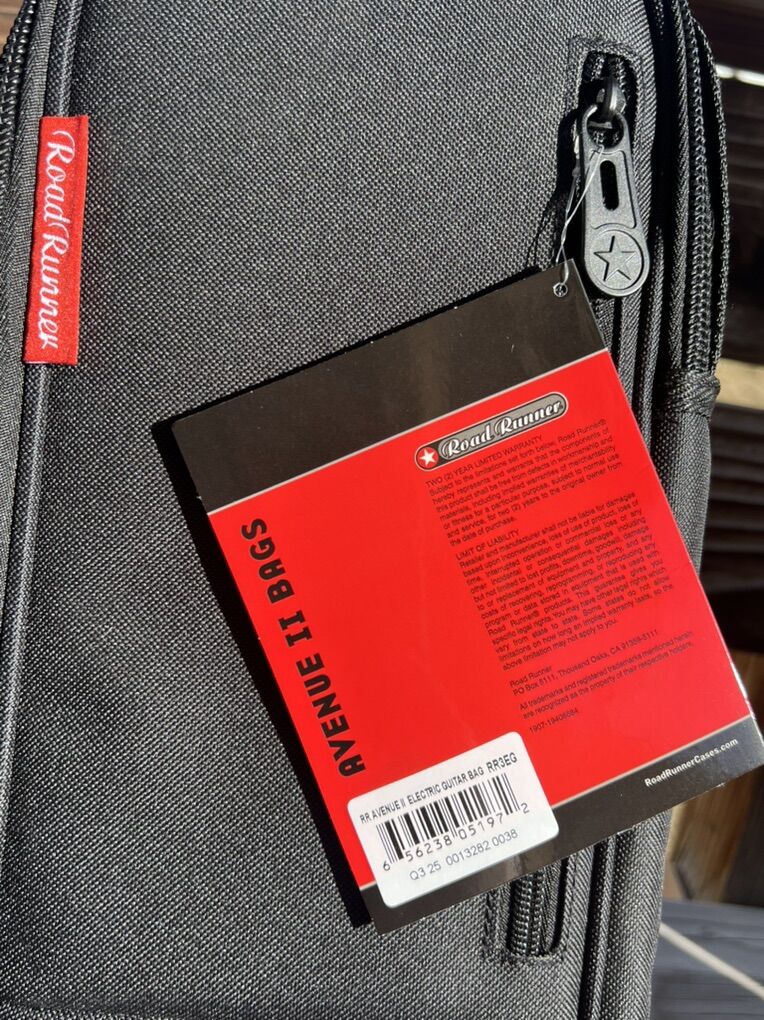 Road Runner
Road Runner
TWO (2) YEAR LIMITED WARRANTY
Subject to the limitations set forth below, Road Runner®
hereby represents and warrants that the components of
this product shall be free from defects in workmanship and
materials, including implied warranties of merchantability
or fitness for a particular purpose, subject to normal use
and service, for two (2) years to the original owner from
the date of purchase.
LIMIT OF LIABILITY
Retailer and manufacturer shall not be liable for damages
based upon inconvenience, loss of use of product, loss of
time, interrupted operation or commercial loss or any
other incidental or consequential damages including
but not limited to lost profits, downtime, goodwill, damage
to or replacement of equipment and property, and any
costs of recovering, reprogramming, or reproducing any
program or data stored in equipment that is used with
Road Runner® products. This guarantee gives you
specific legal rights. You may have other legal rights which
vary from state to state. Some states do not allow
limitations on how long an implied warranty lasts, so the
above limitation may not apply to you.
Road Runner
PO Box 5111, Thousand Oaks, CA 91359-5111
All trademarks and registered trademarks mentioned herein
are recognized as the property of their respective holders.
1907-19408684
AVENUE II BAGS
RoadRunnerCases.com
RR AVENUE II ELECTRIC GUITAR BAG RR3EG
6 56238 05197 2
Q3 25 0013282 0038